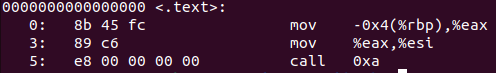 0000000000000000 <.text>:
0: 8b 45 fc mov -0x4(%rbp),%eax
3: 89 c6 mov %eax,%esi
5: e8 00 00 00 00 call 0xa